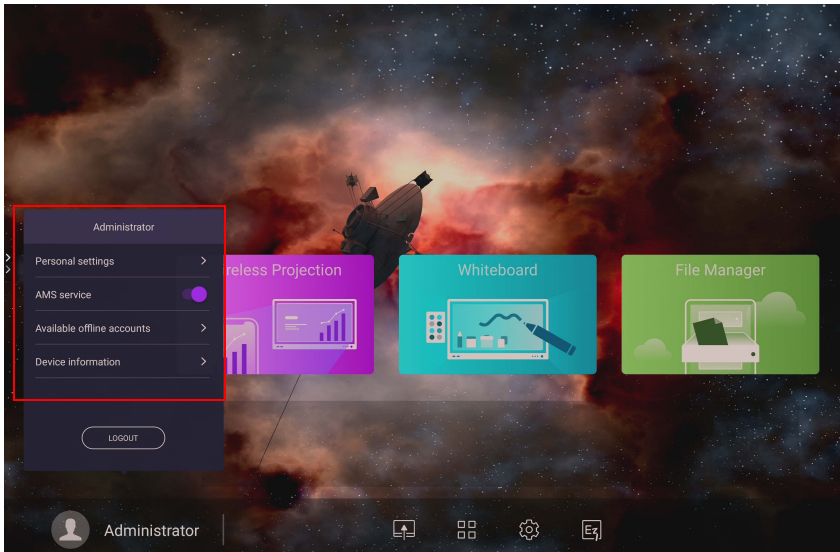 Administrator
Personal settings
AMS service
Available offline accounts
Device information
LOGOUT
reless Projection
Whiteboard
File Manager
Administrator